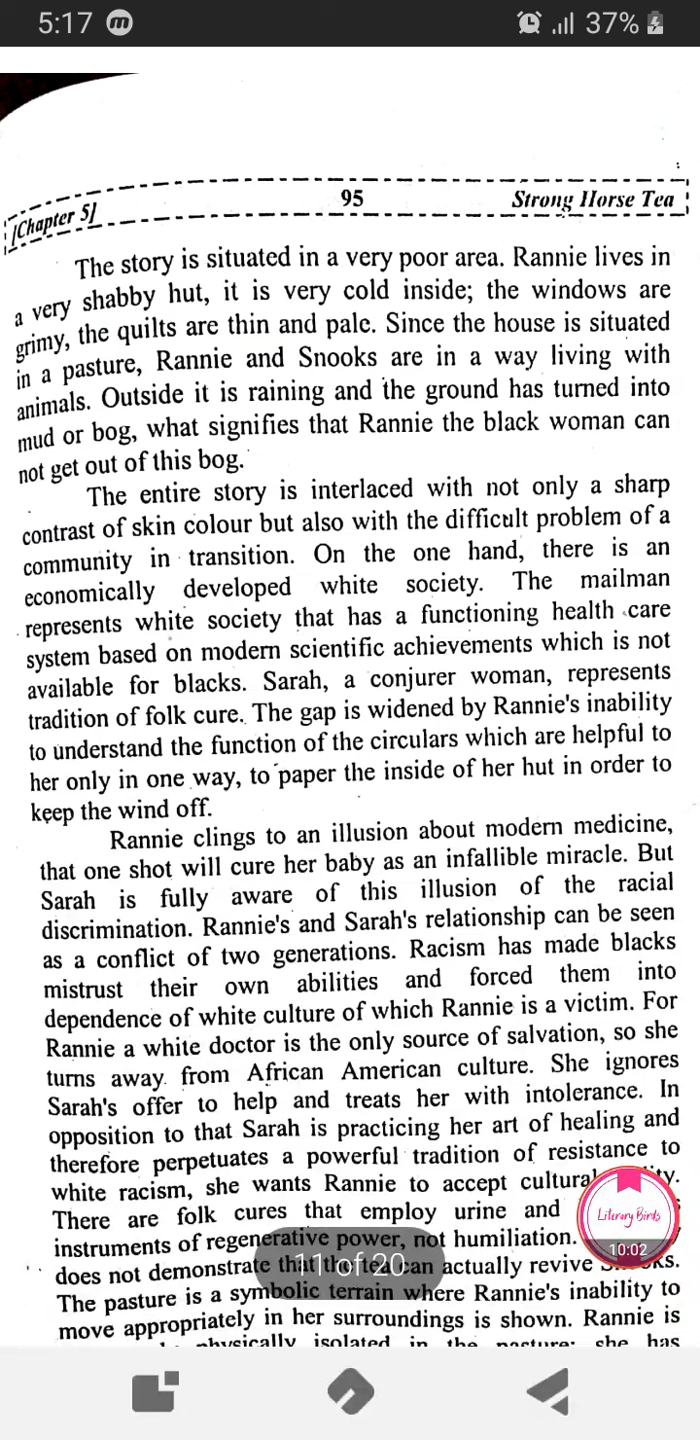 5:17 m 37%
[Chapter 5] 95 Strong Horse Tea
The story is situated in a very poor area. Rannie lives in
a very shabby hut, it is very cold inside; the windows are
grimy, the quilts are thin and pale. Since the house is situated
in a pasture, Rannie and Snooks are in a way living with
animals. Outside it is raining and the ground has turned into
mud or bog, what signifies that Rannie the black woman can
not get out of this bog.
The entire story is interlaced with not only a sharp
contrast of skin colour but also with the difficult problem of a
community in transition. On the one hand, there is an
economically developed white society. The mailman
represents white society that has a functioning health care
system based on modern scientific achievements which is not
available for blacks. Sarah, a conjurer woman, represents
tradition of folk cure. The gap is widened by Rannie's inability
to understand the function of the circulars which are helpful to
her only in one way, to paper the inside of her hut in order to
keep the wind off.
Rannie clings to an illusion about modern medicine,
that one shot will cure her baby as an infallible miracle. But
Sarah is fully aware of this illusion of the racial
discrimination. Rannie's and Sarah's relationship can be seen
as a conflict of two generations. Racism has made blacks
mistrust their own abilities and forced them into
dependence of white culture of which Rannie is a victim. For
Rannie a white doctor is the only source of salvation, so she
turns away from African American culture. She ignores
Sarah's offer to help and treats her with intolerance. In
opposition to that Sarah is practicing her art of healing and
therefore perpetuates a powerful tradition of resistance to
white racism, she wants Rannie to accept cultural
There are folk cures that employ urine and
instruments of regenerative power, not humiliation.
does not demonstrate that the tea can actually revive
The pasture is a symbolic terrain where Rannie's inability to
move appropriately in her surroundings is shown. Rannie is
physically isolated in the pasture; she has
Literary Birds
10:02
11 of 20